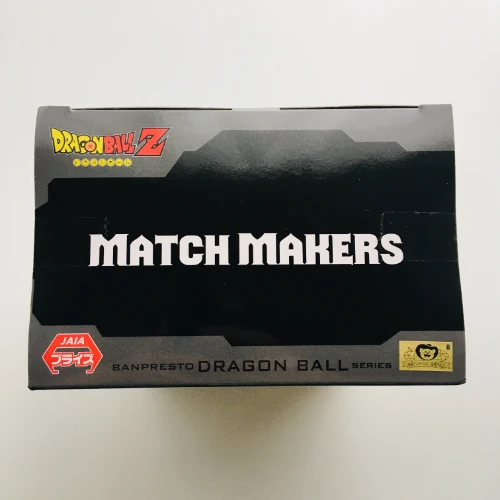 DRAGON BALL Z
ドラゴンボール
MATCH MAKERS
JAIA
プライズ
BANPRESTO DRAGON BALL SERIES
8